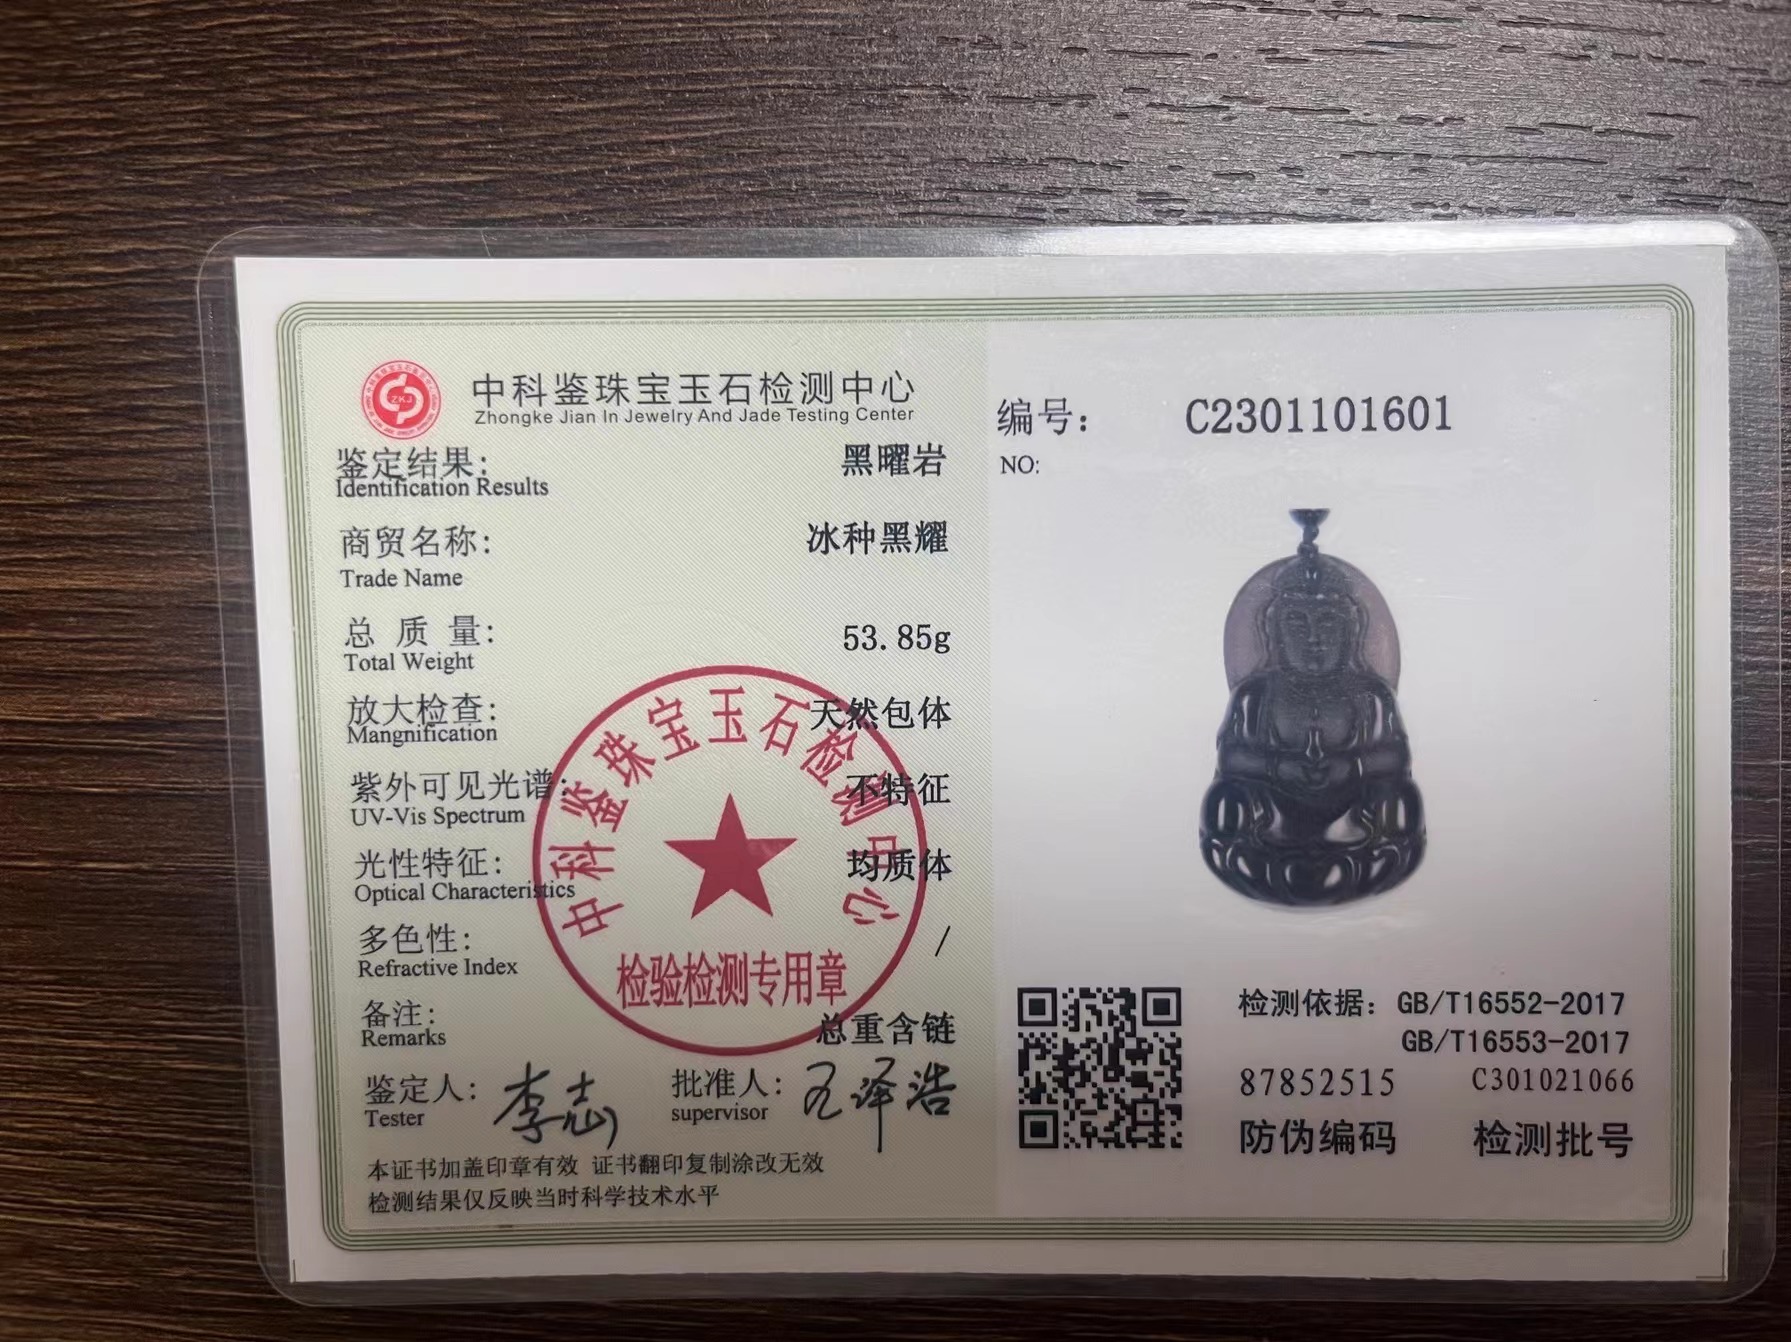 中科鉴珠宝玉石检测中心
Zhongke Jian In Jewelry And Jade Testing Center
ZKJ
鉴定结果: 黑曜岩
Identification Results
商贸名称: 冰种黑耀
Trade Name
总 质 量: 53.85g
Total Weight
放大检查: 天然包体
Mangnification
紫外可见光谱: 不特征
UV-Vis Spectrum
光性特征: 均质体
Optical Characteristics
多色性: /
Refractive Index
备注: 总重含链
Remarks
中科鉴珠宝玉石检测中心
检验检测专用章
鉴定人: 李志 批准人: 王泽浩
Tester supervisor
本证书加盖印章有效 证书翻印复制涂改无效
检测结果仅反映当时科学技术水平
编号: C2301101601
NO:
检测依据: GB/T16552-2017
GB/T16553-2017
87852515 C301021066
防伪编码 检测批号